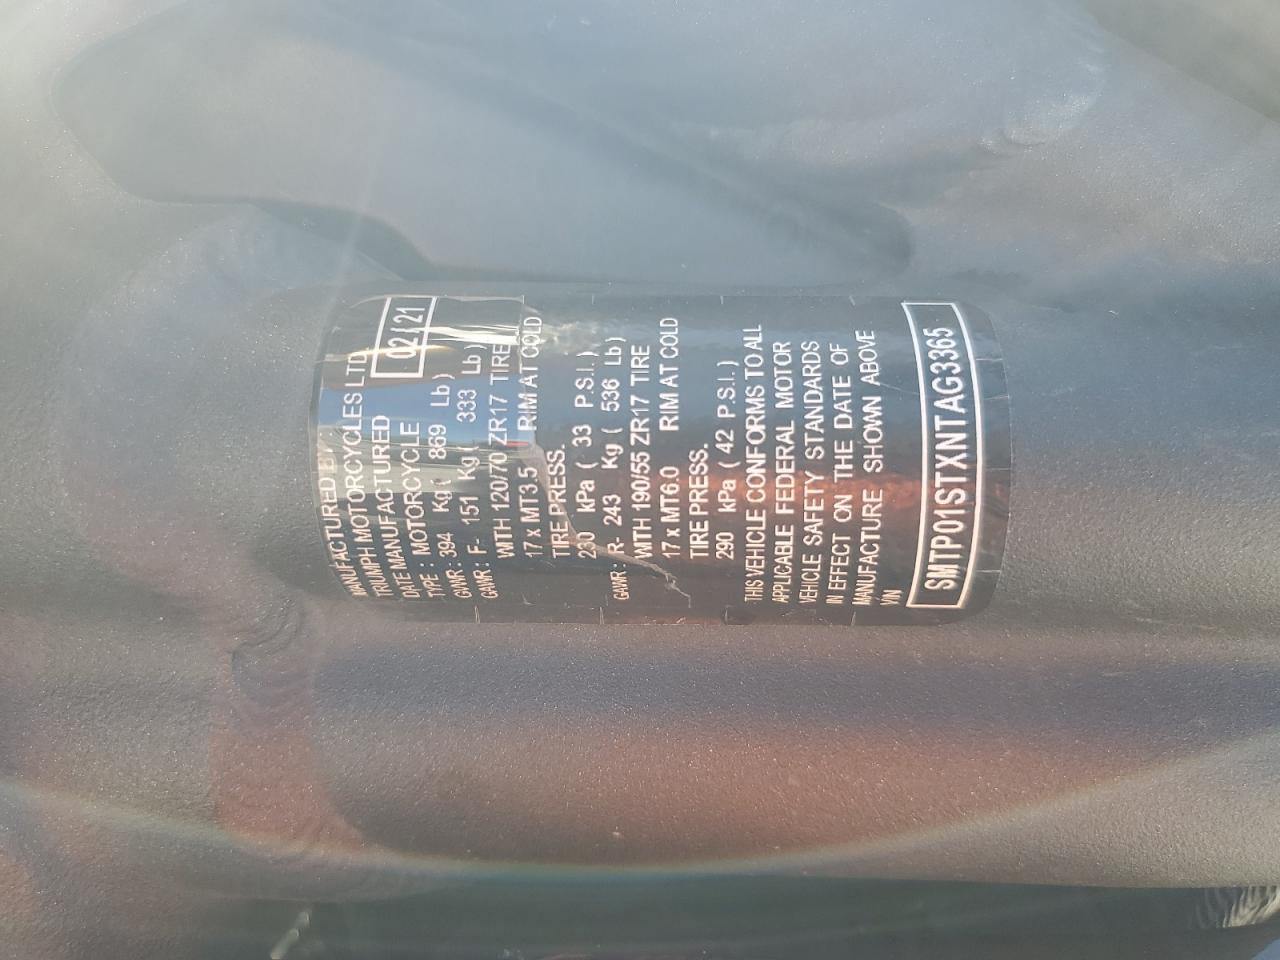 MANUFACTURED BY
TRIUMPH MOTORCYCLES LTD
DATE MANUFACTURED 02 / 21
TYPE : MOTORCYCLE
GVWR : 394 Kg ( 869 Lb )
GAWR : F- 151 Kg ( 333 Lb )
WITH 120/70 ZR17 TIRE
17 x MT3.5 RIM AT COLD
TIRE PRESS.
230 kPa ( 33 P.S.I. )
GAWR : R- 243 Kg ( 536 Lb )
WITH 190/55 ZR17 TIRE
17 x MT6.0 RIM AT COLD
TIRE PRESS.
290 kPa ( 42 P.S.I. )
THIS VEHICLE CONFORMS TO ALL
APPLICABLE FEDERAL MOTOR
VEHICLE SAFETY STANDARDS
IN EFFECT ON THE DATE OF
MANUFACTURE SHOWN ABOVE
VIN
SMTP01STXNTAG3365